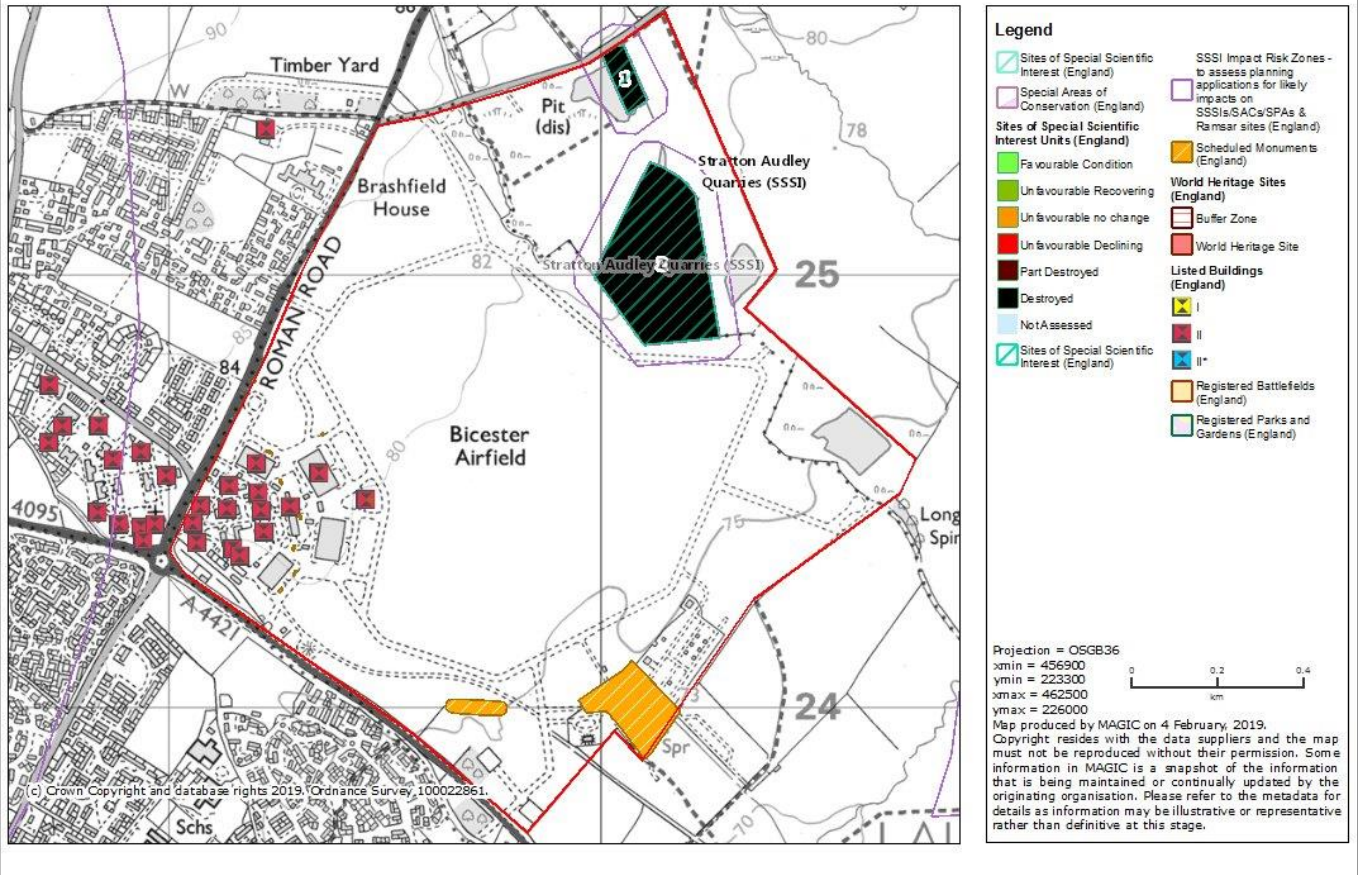 86
90
80
Timber Yard
W
Pit
(dis)
78
Stratton Audley
Quarries (SSSI)
Brashfield
House
82
Stratton Audley Quarries (SSSI)
25
ROMAN ROAD
85
84
Bicester
Airfield
80
4095
75
Long
Spin
A 4421
24
73
Spr
70
(c) Crown Copyright and database rights 2019. Ordnance Survey 100022861.
Schs
LAU
Legend
Sites of Special Scientific
Interest (England)
Special Areas of
Conservation (England)
Sites of Special Scientific
Interest Units (England)
Favourable Condition
Unfavourable Recovering
Unfavourable no change
Unfavourable Declining
Part Destroyed
Destroyed
Not Assessed
Sites of Special Scientific
Interest (England)
SSSI Impact Risk Zones -
to assess planning
applications for likely
impacts on
SSSIs/SACs/SPAs &
Ramsar sites (England)
Scheduled Monuments
(England)
World Heritage Sites
(England)
Buffer Zone
World Heritage Site
Listed Buildings
(England)
I
II
II*
Registered Battlefields
(England)
Registered Parks and
Gardens (England)
Projection = OSGB36
xmin = 456900
ymin = 223300
xmax = 462500
ymax = 226000
0 0.2 0.4
km
Map produced by MAGIC on 4 February, 2019.
Copyright resides with the data suppliers and the map
must not be reproduced without their permission. Some
information in MAGIC is a snapshot of the information
that is being maintained or continually updated by the
originating organisation. Please refer to the metadata for
details as information may be illustrative or representative
rather than definitive at this stage.